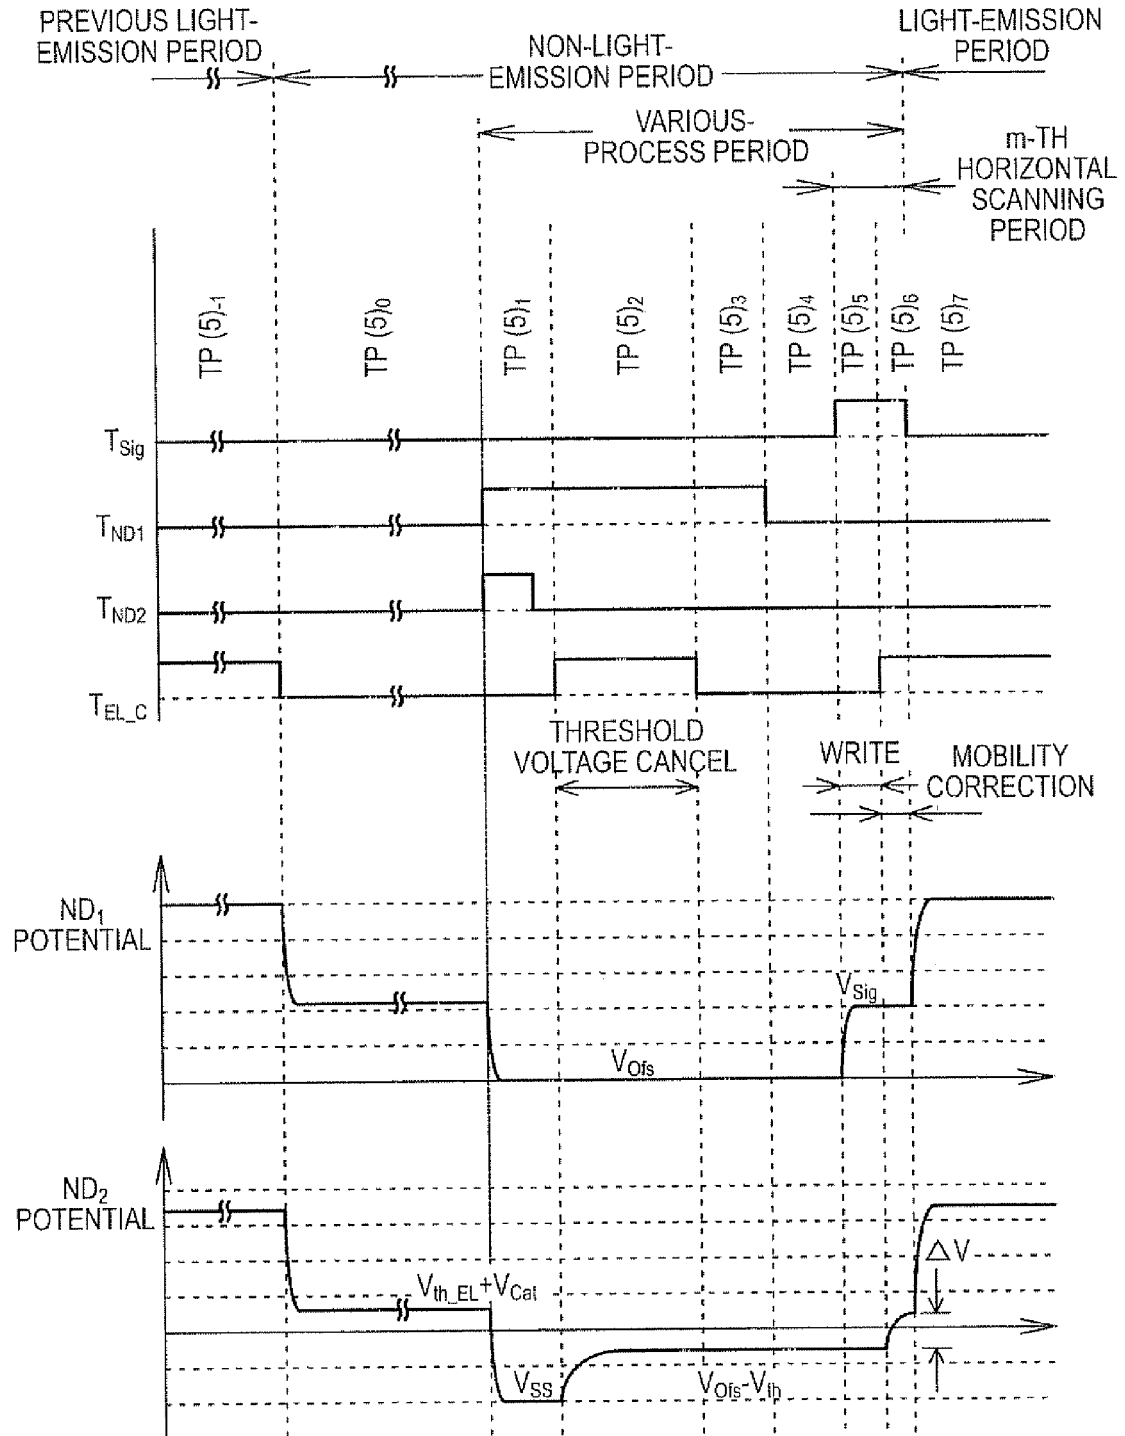 PREVIOUS LIGHT-
EMISSION PERIOD
NON-LIGHT-
EMISSION PERIOD
LIGHT-EMISSION
PERIOD
VARIOUS-
PROCESS PERIOD
m-TH
HORIZONTAL
SCANNING
PERIOD
TP (5)-1
TP (5)0
TP (5)1
TP (5)2
TP (5)3
TP (5)4
TP (5)5
TP (5)6
TP (5)7
TSig
TND1
TND2
TEL_C
THRESHOLD
VOLTAGE CANCEL
WRITE
MOBILITY
CORRECTION
ND1
POTENTIAL
VSig
VOfs
ND2
POTENTIAL
Vth_EL+VCat
ΔV
VSS
VOfs-Vth